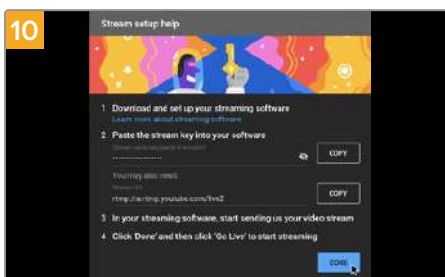 10
Stream setup help
1 Download and set up your streaming software
Learn more about streaming software
2 Paste the stream key into your software
COPY
You may also need:
Stream URL
rtmp://a.rtmp.youtube.com/live2
COPY
3 In your streaming software, start sending us your video stream
4 Click 'Done' and then click 'Go Live' to start streaming
DONE